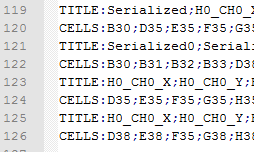 119 TITLE:Serialized;H0_CH0_X
120 CELLS:B30;D35;E35;F35;G35
121 TITLE:Serialized0;Serial
122 CELLS:B30;B31;B32;B33;D38
123 TITLE:H0_CH0_X;H0_CH0_Y;H
124 CELLS:D35;E35;F35;G35;H35
125 TITLE:H0_CH0_X;H0_CH0_Y;H
126 CELLS:D38;E38;F35;G38;H38
127